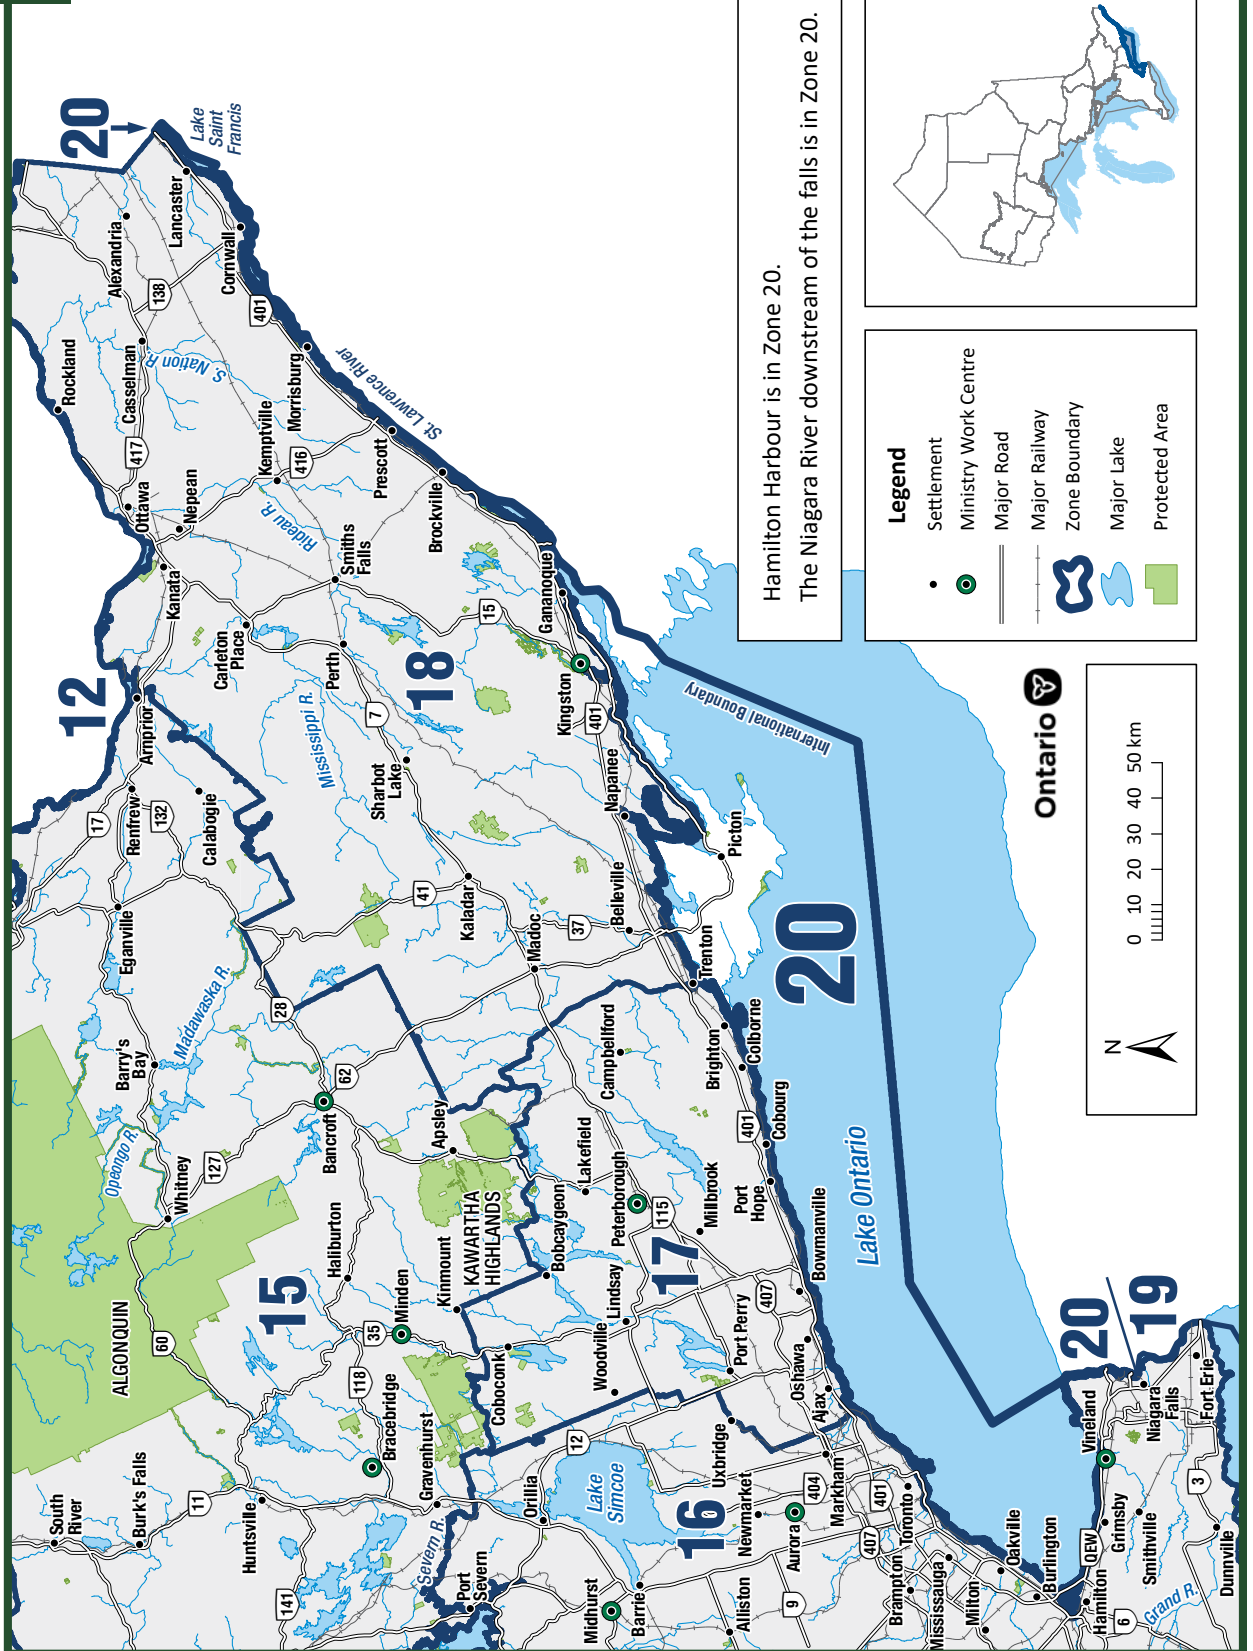 20
Lake
Saint
Francis
Lancaster
Alexandria
138
Cornwall
401
Rockland
Casselman
S. Nation R.
417
Morrisburg
St. Lawrence River
Kemptville
416
Prescott
Ottawa
Nepean
Rideau R.
Brockville
Smiths
Falls
Kanata
Carleton
Place
Perth
15
Gananoque
12
18
Kingston
401
Arnprior
Mississippi R.
7
International Boundary
17
Renfrew
132
Calabogie
Sharbot
Lake
Napanee
Picton
Eganville
41
Kaladar
37
Belleville
Madoc
Trenton
20
Madawaska R.
28
Barry's
Bay
62
Campbellford
Brighton
Colborne
Bancroft
Apsley
401
Cobourg
Opeongo R.
Whitney
127
Lakefield
Peterborough
115
Millbrook
Port
Hope
Lake Ontario
KAWARTHA
HIGHLANDS
Bobcaygeon
17
Bowmanville
407
15
Haliburton
Kinmount
Minden
35
Lindsay
ALGONQUIN
60
118
Coboconk
Woodville
Port Perry
Oshawa
Ajax
20
19
Bracebridge
Gravenhurst
12
Uxbridge
Vineland
Niagara
Falls
Fort Erie
South
River
Burk's Falls
11
Huntsville
Orillia
Lake
Simcoe
16
Newmarket
Aurora
404
Markham
401
407
Toronto
3
Severn R.
Port
Severn
141
Midhurst
Barrie
Alliston
9
Brampton
Mississauga
Milton
Oakville
Burlington
QEW
Hamilton
Grimsby
Smithville
6
Grand R.
Dunnville
Hamilton Harbour is in Zone 20.
The Niagara River downstream of the falls is in Zone 20.
Legend
Settlement
Ministry Work Centre
Major Road
Major Railway
Zone Boundary
Major Lake
Protected Area
Ontario
N
0 10 20 30 40 50 km